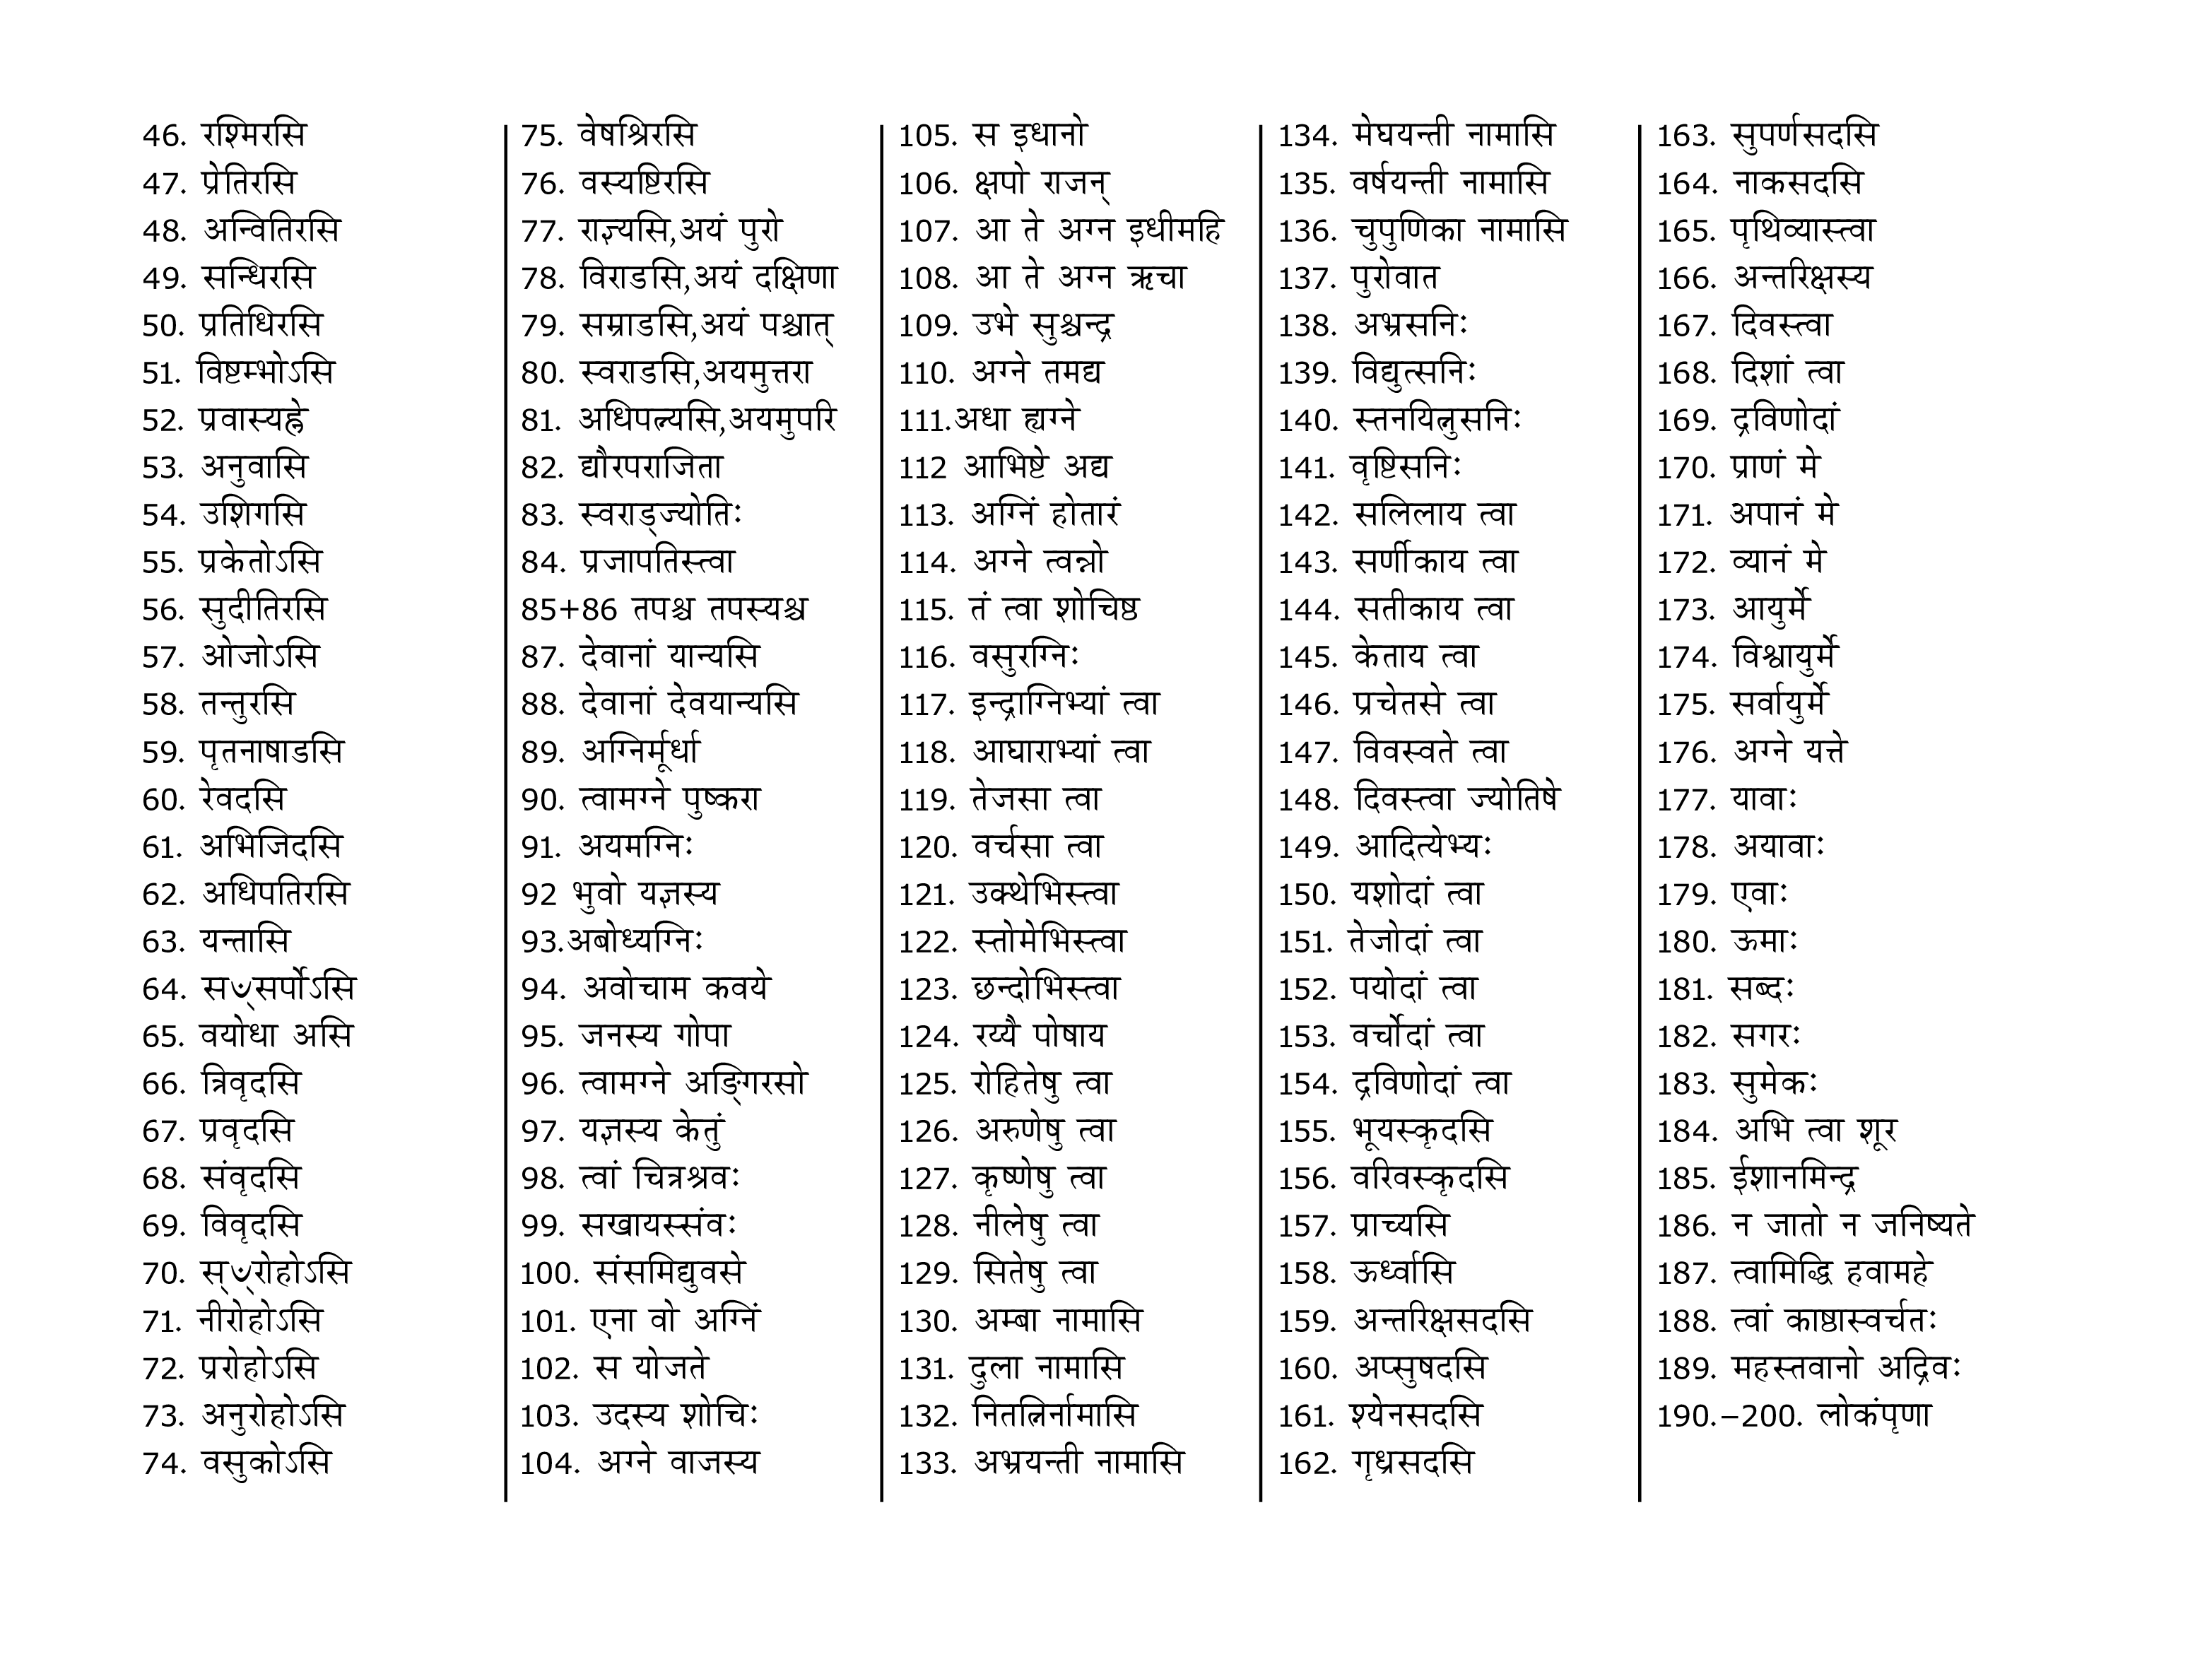 46. रश्मिरसि
47. प्रेतिरसि
48. अन्वितिरसि
49. सन्धिरसि
50. प्रतिधिरसि
51. विष्टम्भोऽसि
52. प्रवास्यह्ने
53. अनुवासि
54. उशिगसि
55. प्रकेतोऽसि
56. सुदीतिरसि
57. ओजोऽसि
58. तन्तुरसि
59. पृतनाषाडसि
60. रेवदसि
61. अभिजिदसि
62. अधिपतिरसि
63. यन्तासि
64. सꣳसर्पोऽसि
65. वयोधा असि
66. त्रिवृदसि
67. प्रवृदसि
68. संवृदसि
69. विवृदसि
70. स्ꣳरोहोऽसि
71. नीरोहोऽसि
72. प्ररोहोऽसि
73. अनुरोहोऽसि
74. वसुकोऽसि
75. वेषश्रिरसि
76. वस्यष्टिरसि
77. राज्ञ्यसि,अयं पुरो
78. विराडसि,अयं दक्षिणा
79. सम्राडसि,अयं पश्चात्
80. स्वराडसि,अयमुत्तरा
81. अधिपत्न्यसि,अयमुपरि
82. द्यौरपराजिता
83. स्वराड्ज्योतिः
84. प्रजापतिस्त्वा
85+86 तपश्च तपस्यश्च
87. देवानां यान्यसि
88. देवानां देवयान्यसि
89. अग्निर्मूर्धा
90. त्वामग्ने पुष्करा
91. अयमग्निः
92 भुवो यज्ञस्य
93.अबोध्यग्निः
94. अवोचाम कवये
95. जनस्य गोपा
96. त्वामग्ने अङ्गिरसो
97. यज्ञस्य केतुं
98. त्वां चित्रश्रवः
99. सखायस्संवः
100. संसमिद्युवसे
101. एना वो अग्निं
102. स योजते
103. उदस्य शोचिः
104. अग्ने वाजस्य
105. स इधानो
106. क्षपो राजन्
107. आ ते अग्न इधीमहि
108. आ ते अग्न ऋचा
109. उभे सुश्चन्द्र
110. अग्ने तमद्य
111.अधा ह्यग्ने
112 आभिष्टे अद्य
113. अग्निं होतारं
114. अग्ने त्वन्नो
115. तं त्वा शोचिष्ठ
116. वसुरग्निः
117. इन्द्राग्निभ्यां त्वा
118. आघाराभ्यां त्वा
119. तेजसा त्वा
120. वर्चसा त्वा
121. उक्थेभिस्त्वा
122. स्तोमेभिस्त्वा
123. छन्दोभिस्त्वा
124. रय्यै पोषाय
125. रोहितेषु त्वा
126. अरुणेषु त्वा
127. कृष्णेषु त्वा
128. नीलेषु त्वा
129. सितेषु त्वा
130. अम्बा नामासि
131. दुला नामासि
132. नितत्निर्नामासि
133. अभ्रयन्ती नामासि
134. मेघयन्ती नामासि
135. वर्षयन्ती नामासि
136. चुपुणिका नामासि
137. पुरोवात
138. अभ्रसनिः
139. विद्युत्सनिः
140. स्तनयित्नुसनिः
141. वृष्टिसनिः
142. सलिलाय त्वा
143. सर्णीकाय त्वा
144. सतीकाय त्वा
145. केताय त्वा
146. प्रचेतसे त्वा
147. विवस्वते त्वा
148. दिवस्त्वा ज्योतिषे
149. आदित्येभ्यः
150. यशोदां त्वा
151. तेजोदां त्वा
152. पयोदां त्वा
153. वर्चोदां त्वा
154. द्रविणोदां त्वा
155. भूयस्कृदसि
156. वरिवस्कृदसि
157. प्राच्यसि
158. ऊर्ध्वासि
159. अन्तरिक्षसदसि
160. अप्सुषदसि
161. श्येनसदसि
162. गृध्रसदसि
163. सुपर्णसदसि
164. नाकसदसि
165. पृथिव्यास्त्वा
166. अन्तरिक्षस्य
167. दिवस्त्वा
168. दिशां त्वा
169. द्रविणोदां
170. प्राणं मे
171. अपानं मे
172. व्यानं मे
173. आयुर्मे
174. विश्वायुर्मे
175. सर्वायुर्मे
176. अग्ने यत्ते
177. यावाः
178. अयावाः
179. एवाः
180. ऊमाः
181. सब्दः
182. सगरः
183. सुमेकः
184. अभि त्वा शूर
185. ईशानमिन्द्र
186. न जातो न जनिष्यते
187. त्वामिद्धि हवामहे
188. त्वां काष्ठास्वर्चतः
189. महस्तवानो अद्रिवः
190.–200. लोकंपृणा